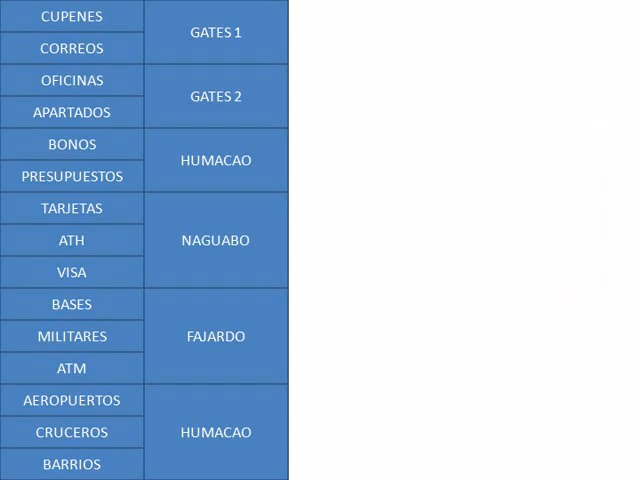 CUPENES
GATES 1
CORREOS
OFICINAS
GATES 2
APARTADOS
BONOS
HUMACAO
PRESUPUESTOS
TARJETAS
ATH
NAGUABO
VISA
BASES
MILITARES
FAJARDO
ATM
AEROPUERTOS
CRUCEROS
HUMACAO
BARRIOS